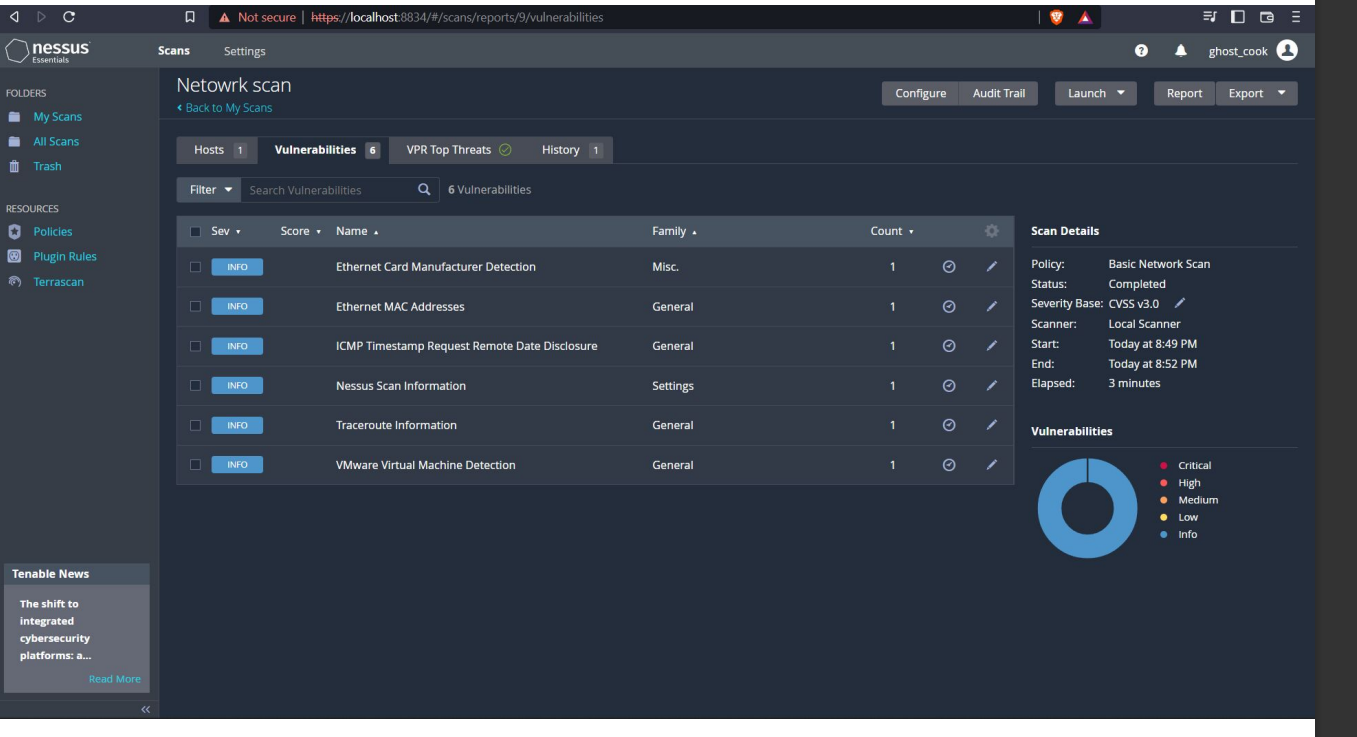 Not secure | https://localhost:8834/#/scans/reports/9/vulnerabilities
nessus
Essentials
Scans Settings
ghost_cook
FOLDERS
My Scans
All Scans
Trash
RESOURCES
Policies
Plugin Rules
Terrascan
Tenable News
The shift to
integrated
cybersecurity
platforms: a...
Read More
Netowrk scan
Back to My Scans
Configure Audit Trail Launch Report Export
Hosts 1 Vulnerabilities 6 VPR Top Threats History 1
Filter Search Vulnerabilities 6 Vulnerabilities
Sev Score Name Family Count
INFO Ethernet Card Manufacturer Detection Misc. 1
INFO Ethernet MAC Addresses General 1
INFO ICMP Timestamp Request Remote Date Disclosure General 1
INFO Nessus Scan Information Settings 1
INFO Traceroute Information General 1
INFO VMware Virtual Machine Detection General 1
Scan Details
Policy: Basic Network Scan
Status: Completed
Severity Base: CVSS v3.0
Scanner: Local Scanner
Start: Today at 8:49 PM
End: Today at 8:52 PM
Elapsed: 3 minutes
Vulnerabilities
Critical
High
Medium
Low
Info